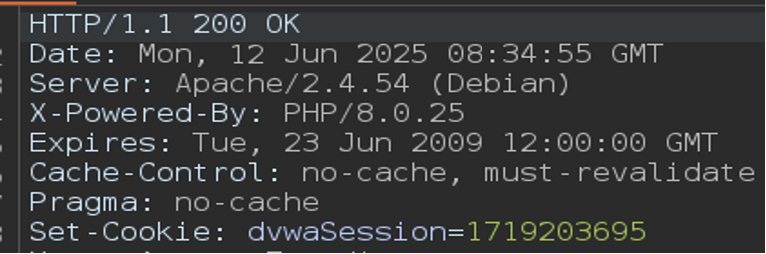 HTTP/1.1 200 OK
Date: Mon, 12 Jun 2025 08:34:55 GMT
Server: Apache/2.4.54 (Debian)
X-Powered-By: PHP/8.0.25
Expires: Tue, 23 Jun 2009 12:00:00 GMT
Cache-Control: no-cache, must-revalidate
Pragma: no-cache
Set-Cookie: dvwaSession=1719203695